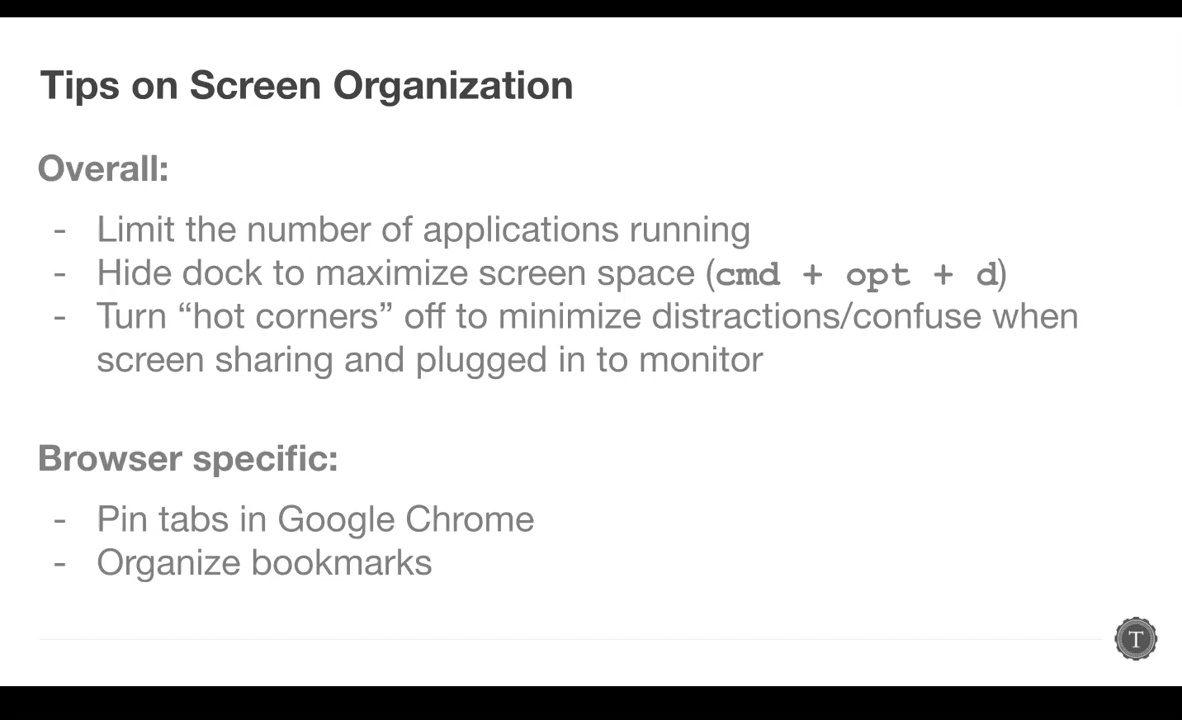 Tips on Screen Organization
Overall:
- Limit the number of applications running
- Hide dock to maximize screen space (cmd + opt + d)
- Turn “hot corners” off to minimize distractions/confuse when
screen sharing and plugged in to monitor
Browser specific:
- Pin tabs in Google Chrome
- Organize bookmarks
T